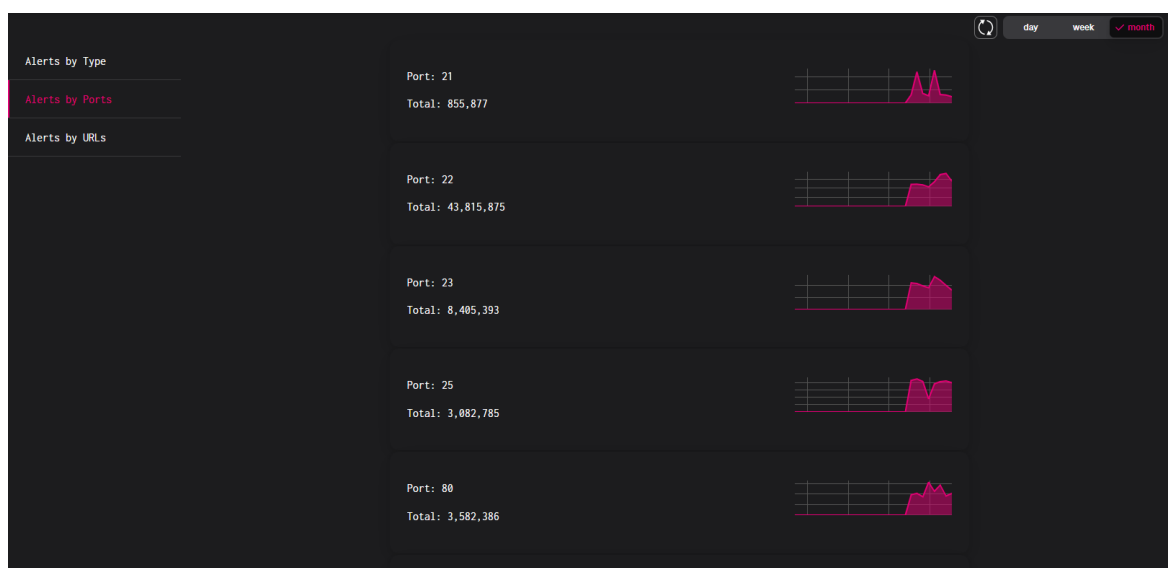 day week month
Alerts by Type
Alerts by Ports
Alerts by URLs
Port: 21
Total: 855,877
Port: 22
Total: 43,815,875
Port: 23
Total: 8,405,393
Port: 25
Total: 3,082,785
Port: 80
Total: 3,582,386